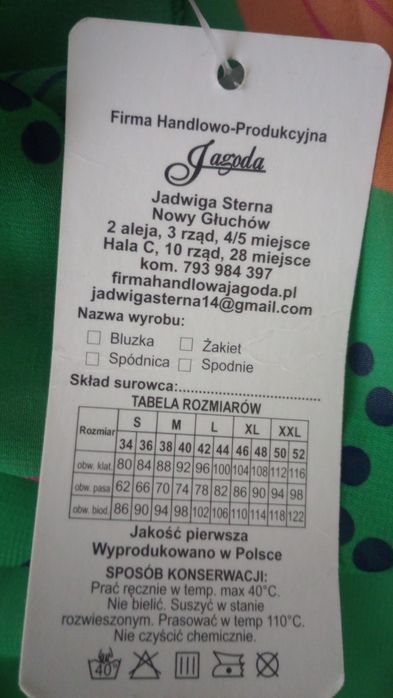 Firma Handlowo-Produkcyjna
Jagoda
Jadwiga Sterna
Nowy Głuchów
2 aleja, 3 rząd, 4/5 miejsce
Hala C, 10 rząd, 28 miejsce
kom. 793 984 397
firmahandlowajagoda.pl
jadwigasterna14@gmail.com
Nazwa wyrobu:
Bluzka Żakiet
Spódnica Spodnie
Skład surowca:..............................
TABELA ROZMIARÓW
Rozmiar S M L XL XXL
34 36 38 40 42 44 46 48 50 52
obw. klat. 80 84 88 92 96 100 104 108 112 116
obw. pasa 62 66 70 74 78 82 86 90 94 98
obw. biod. 86 90 94 98 102 106 110 114 118 122
Jakość pierwsza
Wyprodukowano w Polsce
SPOSÓB KONSERWACJI:
Prać ręcznie w temp. max 40°C.
Nie bielić. Suszyć w stanie
rozwieszonym. Prasować w temp 110°C.
Nie czyścić chemicznie.
40°